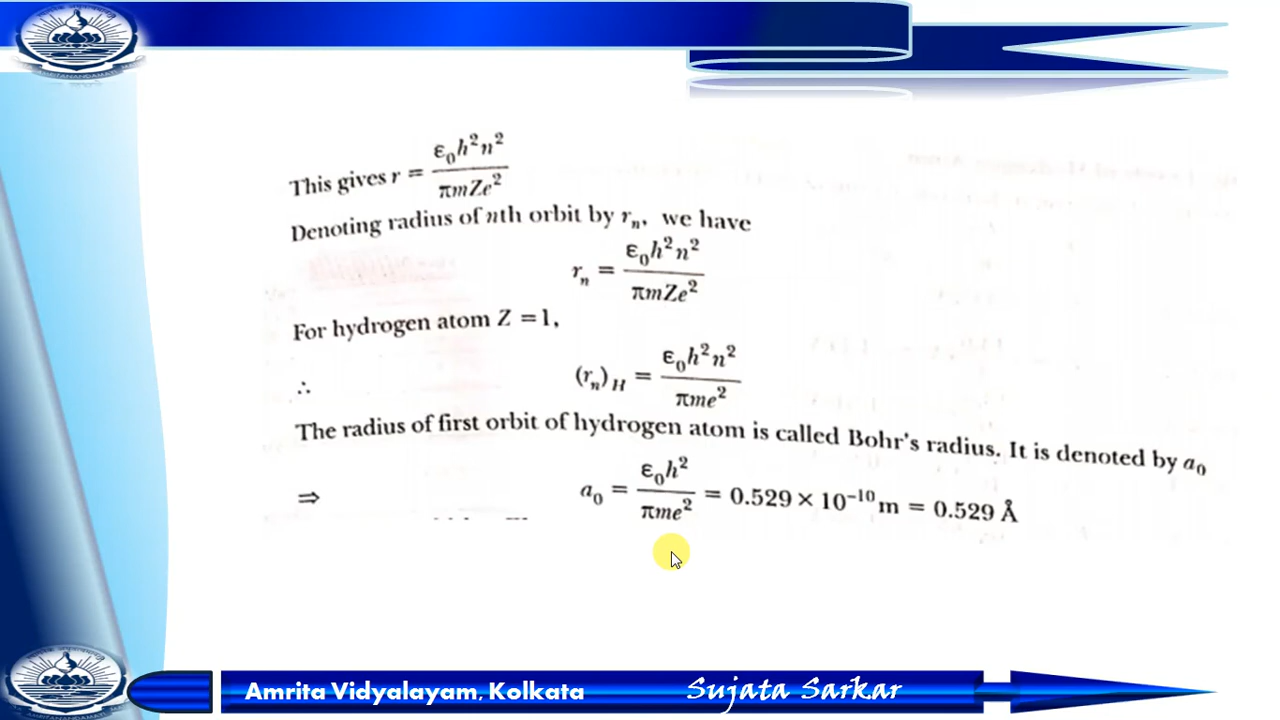 This gives r = ε₀h²n² / πmZe²
Denoting radius of nth orbit by rₙ, we have
rₙ = ε₀h²n² / πmZe²
For hydrogen atom Z = 1,
∴ (rₙ)_H = ε₀h²n² / πme²
The radius of first orbit of hydrogen atom is called Bohr's radius. It is denoted by a₀
⇒ a₀ = ε₀h² / πme² = 0.529 × 10⁻¹⁰ m = 0.529 Å
Amrita Vidyalayam, Kolkata Sujata Sarkar